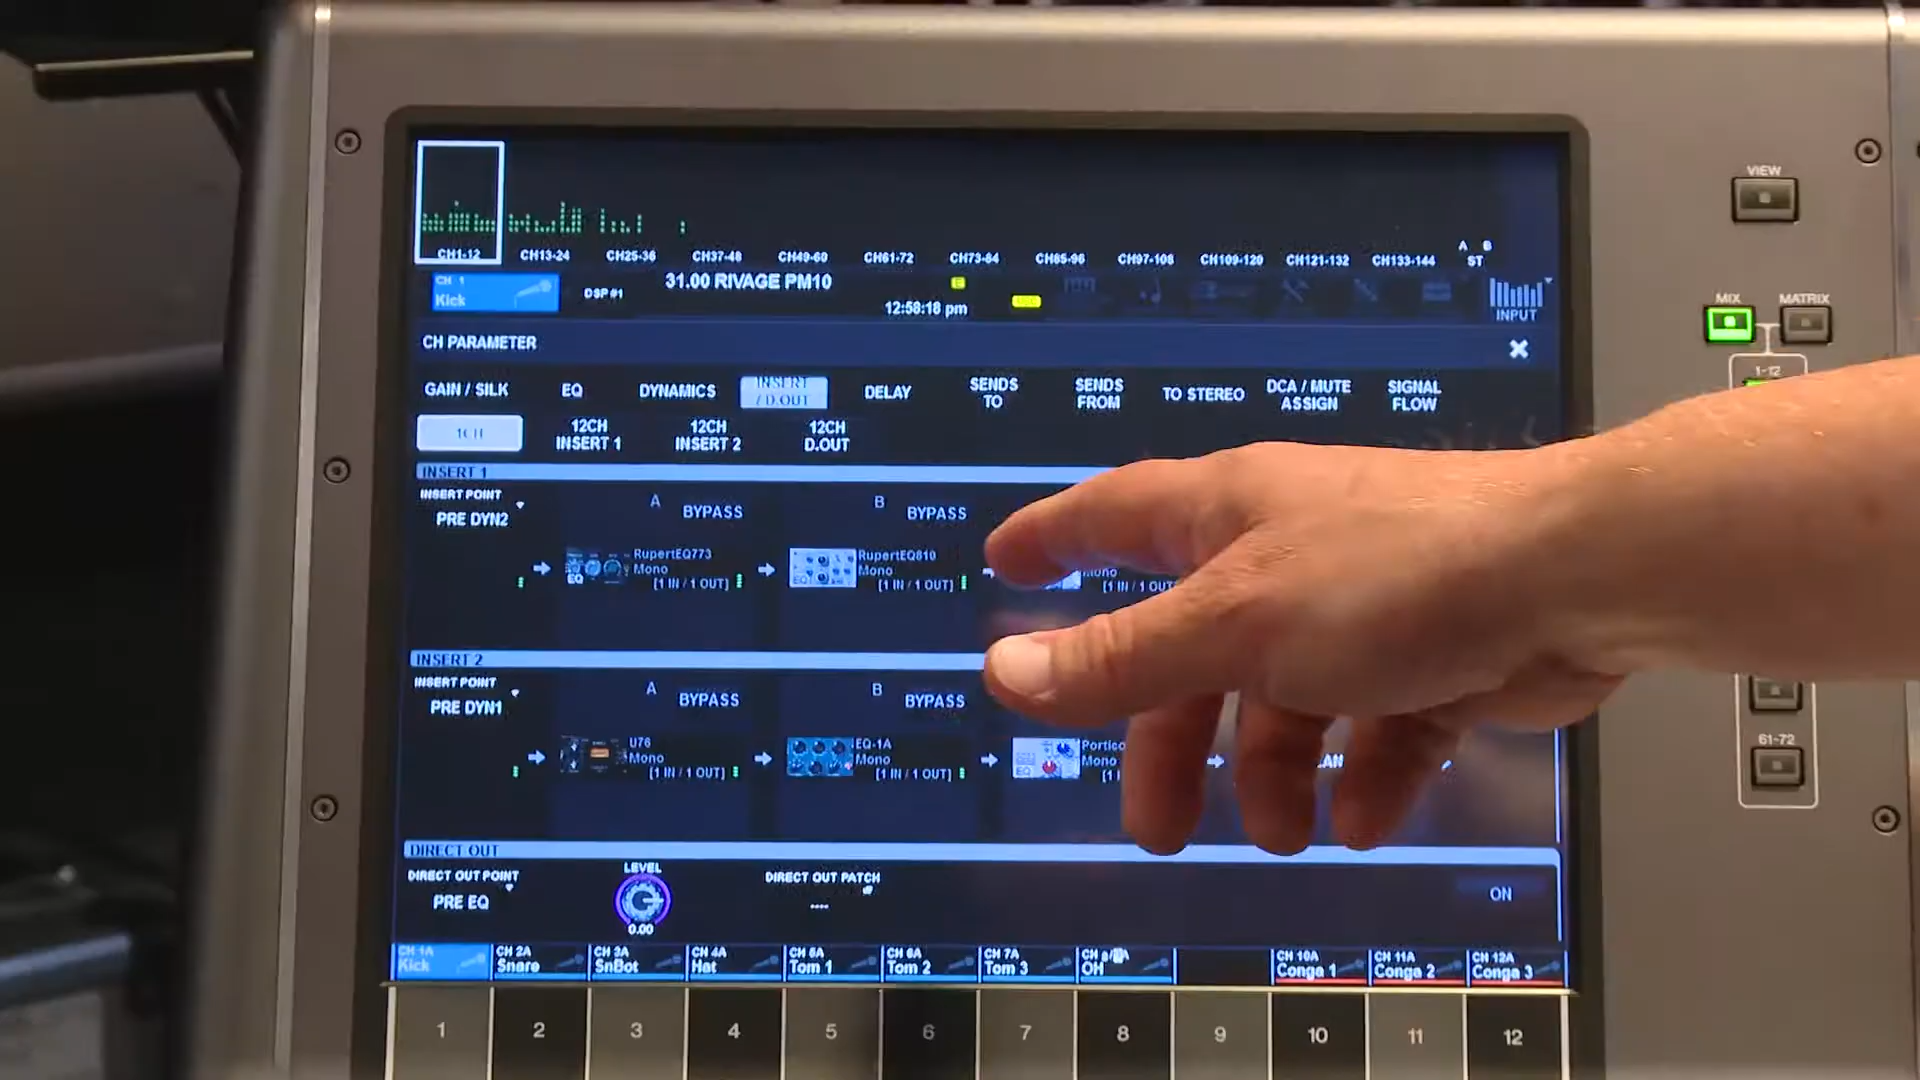 VIEW
CH1-12 CH13-24 CH25-36 CH37-48 CH49-60 CH61-72 CH73-84 CH85-96 CH97-108 CH109-120 CH121-132 CH133-144 A B ST
CH 1
Kick
DSP #1
31.00 RIVAGE PM10
12:58:18 pm
INPUT
MIX MATRIX
CH PARAMETER
1-12
GAIN / SILK EQ DYNAMICS INSERT / D.OUT DELAY SENDS TO SENDS FROM TO STEREO DCA / MUTE ASSIGN SIGNAL FLOW
1CH 12CH INSERT 1 12CH INSERT 2 12CH D.OUT
INSERT 1
INSERT POINT
PRE DYN2
A BYPASS B BYPASS
RupertEQ773 RupertEQ810
Mono Mono Mono
[1 IN / 1 OUT] [1 IN / 1 OUT] [1 IN / 1 OUT
EQ EQ
INSERT 2
INSERT POINT
PRE DYN1
A BYPASS B BYPASS
U76 EQ-1A Portico
Mono Mono Mono
[1 IN / 1 OUT] [1 IN / 1 OUT] [1 I
EQ
61-72
DIRECT OUT
DIRECT OUT POINT
PRE EQ
LEVEL
0.00
DIRECT OUT PATCH
----
ON
CH 1A CH 2A CH 3A CH 4A CH 5A CH 6A CH 7A CH 10A CH 11A CH 12A
Kick Snare SnBot Hat Tom 1 Tom 2 Tom 3 OH Conga 1 Conga 2 Conga 3
1 2 3 4 5 6 7 8 9 10 11 12